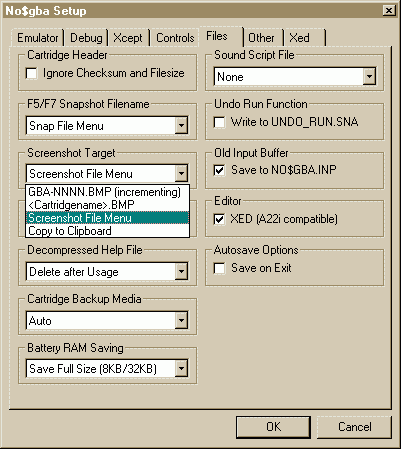 No$gba Setup
Emulator Debug Xcept Controls Files Other Xed
Cartridge Header
Ignore Checksum and Filesize
F5/F7 Snapshot Filename
Snap File Menu
Screenshot Target
Screenshot File Menu
GBA-NNNN.BMP (incrementing)
<Cartridgename>.BMP
Screenshot File Menu
Copy to Clipboard
Decompressed Help File
Delete after Usage
Cartridge Backup Media
Auto
Battery RAM Saving
Save Full Size (8KB/32KB)
Sound Script File
None
Undo Run Function
Write to UNDO_RUN.SNA
Old Input Buffer
Save to NO$GBA.INP
Editor
XED (A22i compatible)
Autosave Options
Save on Exit
OK Cancel